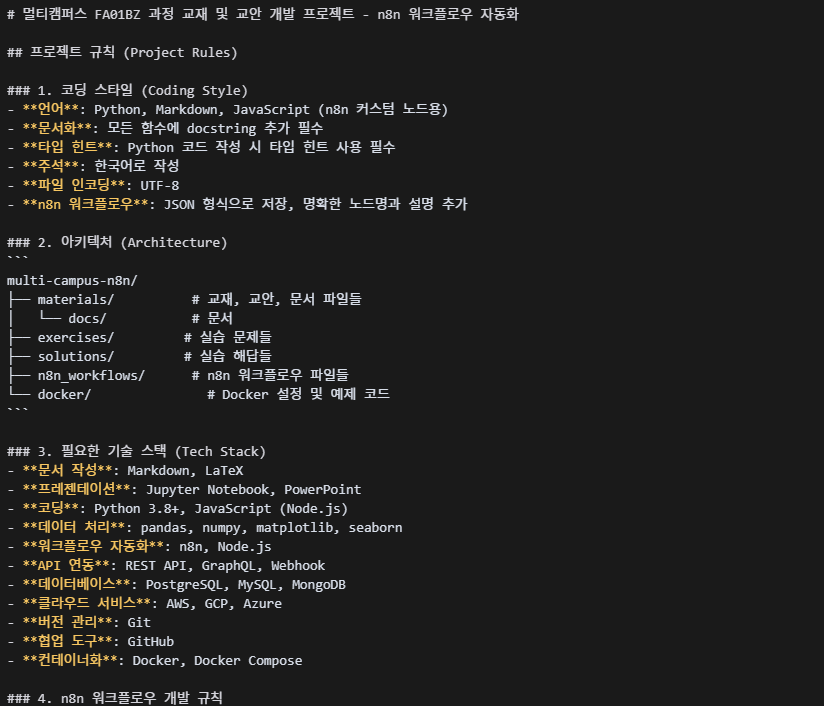 # 멀티캠퍼스 FA01BZ 과정 교재 및 교안 개발 프로젝트 - n8n 워크플로우 자동화
## 프로젝트 규칙 (Project Rules)
### 1. 코딩 스타일 (Coding Style)
- **언어**: Python, Markdown, JavaScript (n8n 커스텀 노드용)
- **문서화**: 모든 함수에 docstring 추가 필수
- **타입 힌트**: Python 코드 작성 시 타입 힌트 사용 필수
- **주석**: 한국어로 작성
- **파일 인코딩**: UTF-8
- **n8n 워크플로우**: JSON 형식으로 저장, 명확한 노드명과 설명 추가
### 2. 아키텍처 (Architecture)
```
multi-campus-n8n/
├── materials/          # 교재, 교안, 문서 파일들
│   └── docs/           # 문서
├── exercises/         # 실습 문제들
├── solutions/         # 실습 해답들
├── n8n_workflows/      # n8n 워크플로우 파일들
└── docker/               # Docker 설정 및 예제 코드
```
### 3. 필요한 기술 스택 (Tech Stack)
- **문서 작성**: Markdown, LaTeX
- **프레젠테이션**: Jupyter Notebook, PowerPoint
- **코딩**: Python 3.8+, JavaScript (Node.js)
- **데이터 처리**: pandas, numpy, matplotlib, seaborn
- **워크플로우 자동화**: n8n, Node.js
- **API 연동**: REST API, GraphQL, Webhook
- **데이터베이스**: PostgreSQL, MySQL, MongoDB
- **클라우드 서비스**: AWS, GCP, Azure
- **버전 관리**: Git
- **협업 도구**: GitHub
- **컨테이너화**: Docker, Docker Compose
### 4. n8n 워크플로우 개발 규칙